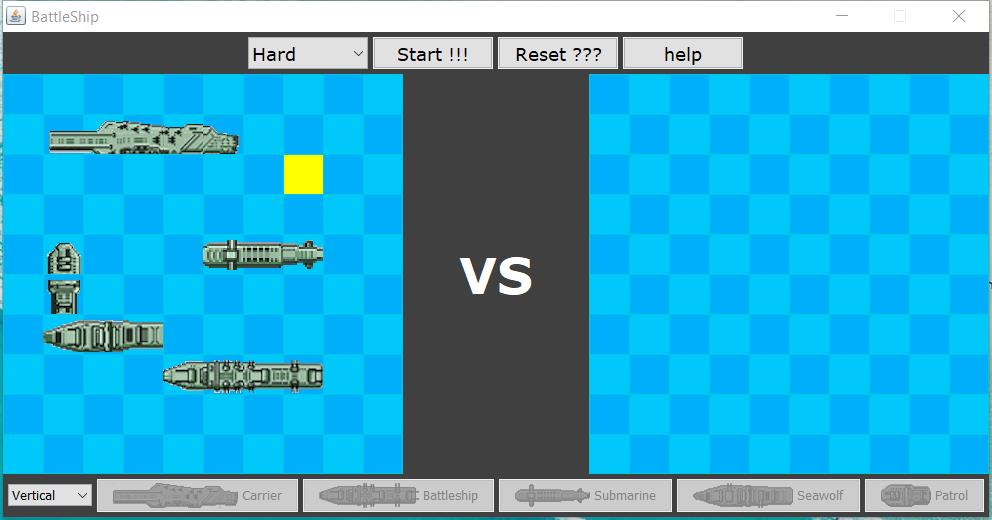 BattleShip
Hard Start !!! Reset ??? help
VS
Vertical Carrier Battleship Submarine Seawolf Patrol